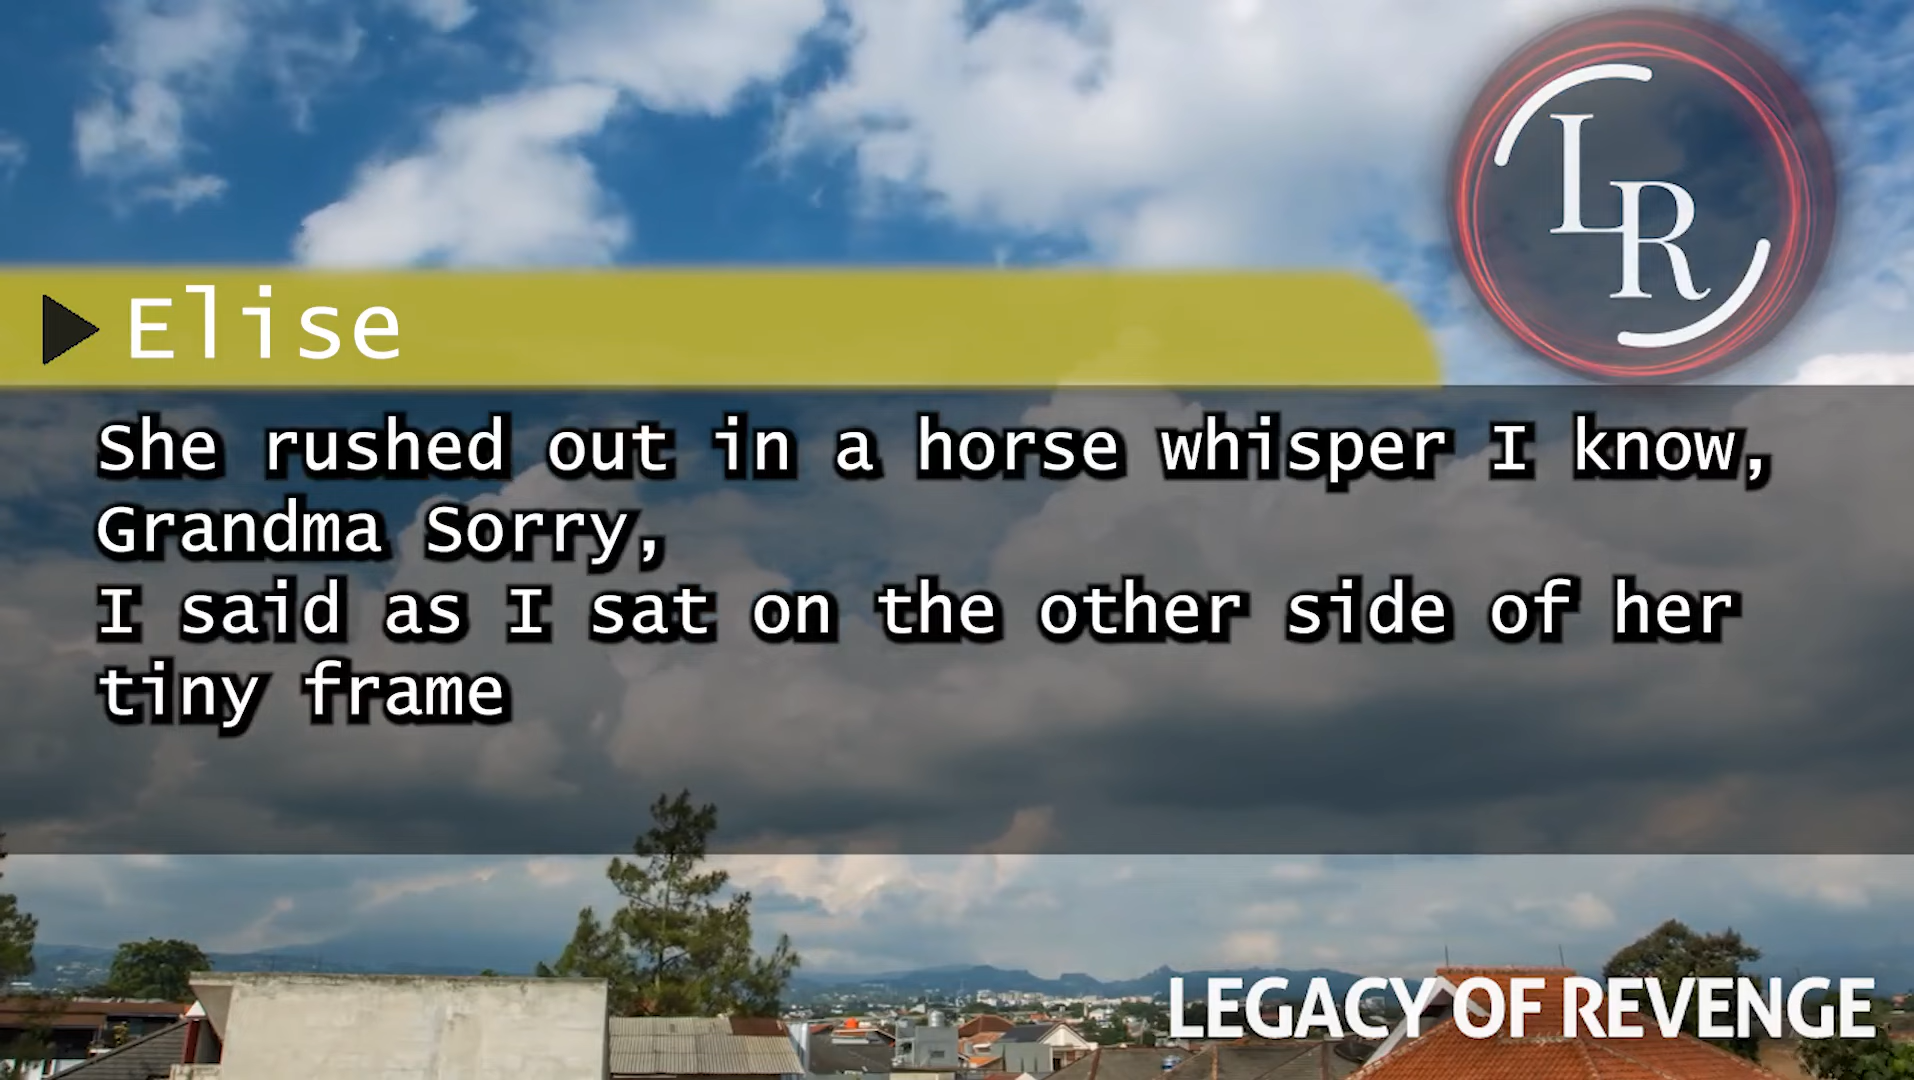 LR
Elise
She rushed out in a horse whisper I know,
Grandma Sorry,
I said as I sat on the other side of her
tiny frame
LEGACY OF REVENGE